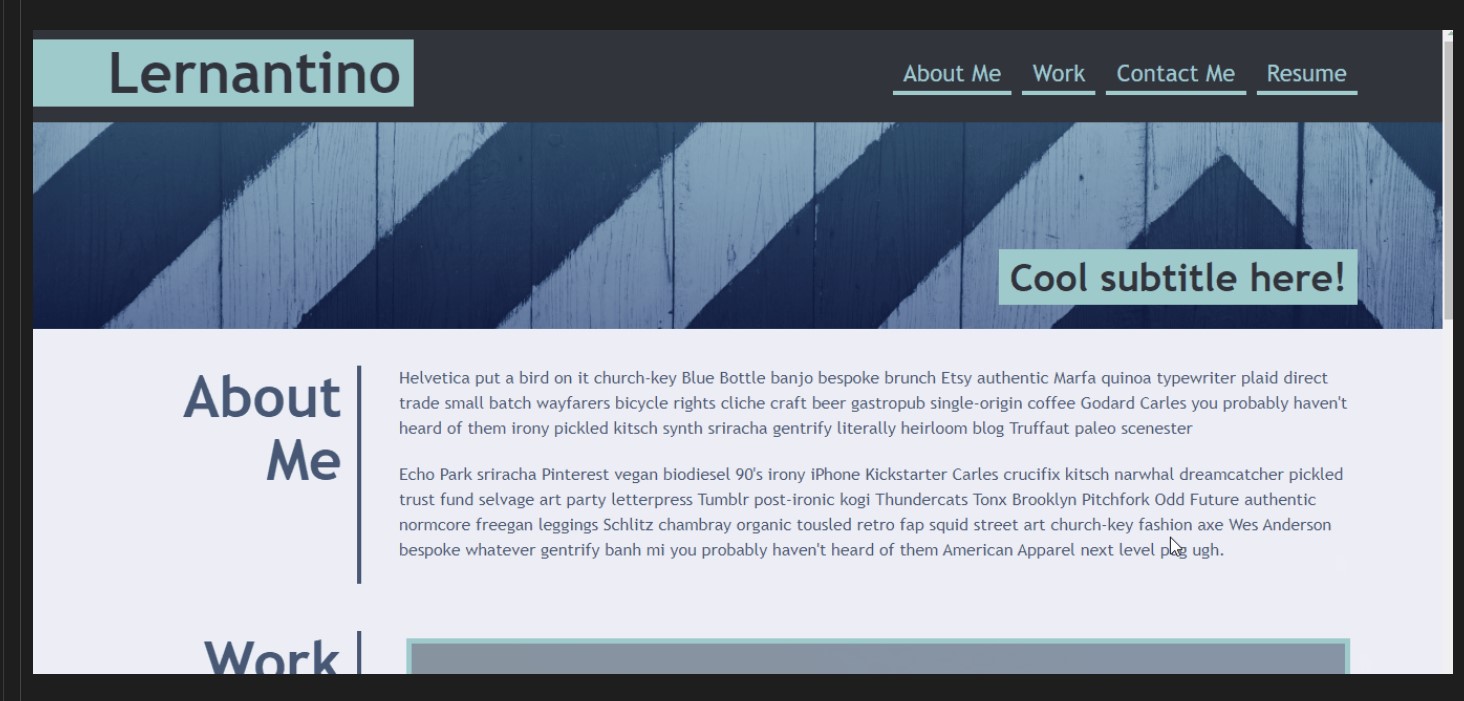 Lernantino
About Me Work Contact Me Resume
Cool subtitle here!
About
Me
Helvetica put a bird on it church-key Blue Bottle banjo bespoke brunch Etsy authentic Marfa quinoa typewriter plaid direct
trade small batch wayfarers bicycle rights cliche craft beer gastropub single-origin coffee Godard Carles you probably haven't
heard of them irony pickled kitsch synth sriracha gentrify literally heirloom blog Truffaut paleo scenester
Echo Park sriracha Pinterest vegan biodiesel 90's irony iPhone Kickstarter Carles crucifix kitsch narwhal dreamcatcher pickled
trust fund selvage art party letterpress Tumblr post-ironic kogi Thundercats Tonx Brooklyn Pitchfork Odd Future authentic
normcore freegan leggings Schlitz chambray organic tousled retro fap squid street art church-key fashion axe Wes Anderson
bespoke whatever gentrify banh mi you probably haven't heard of them American Apparel next level ugh.
Work